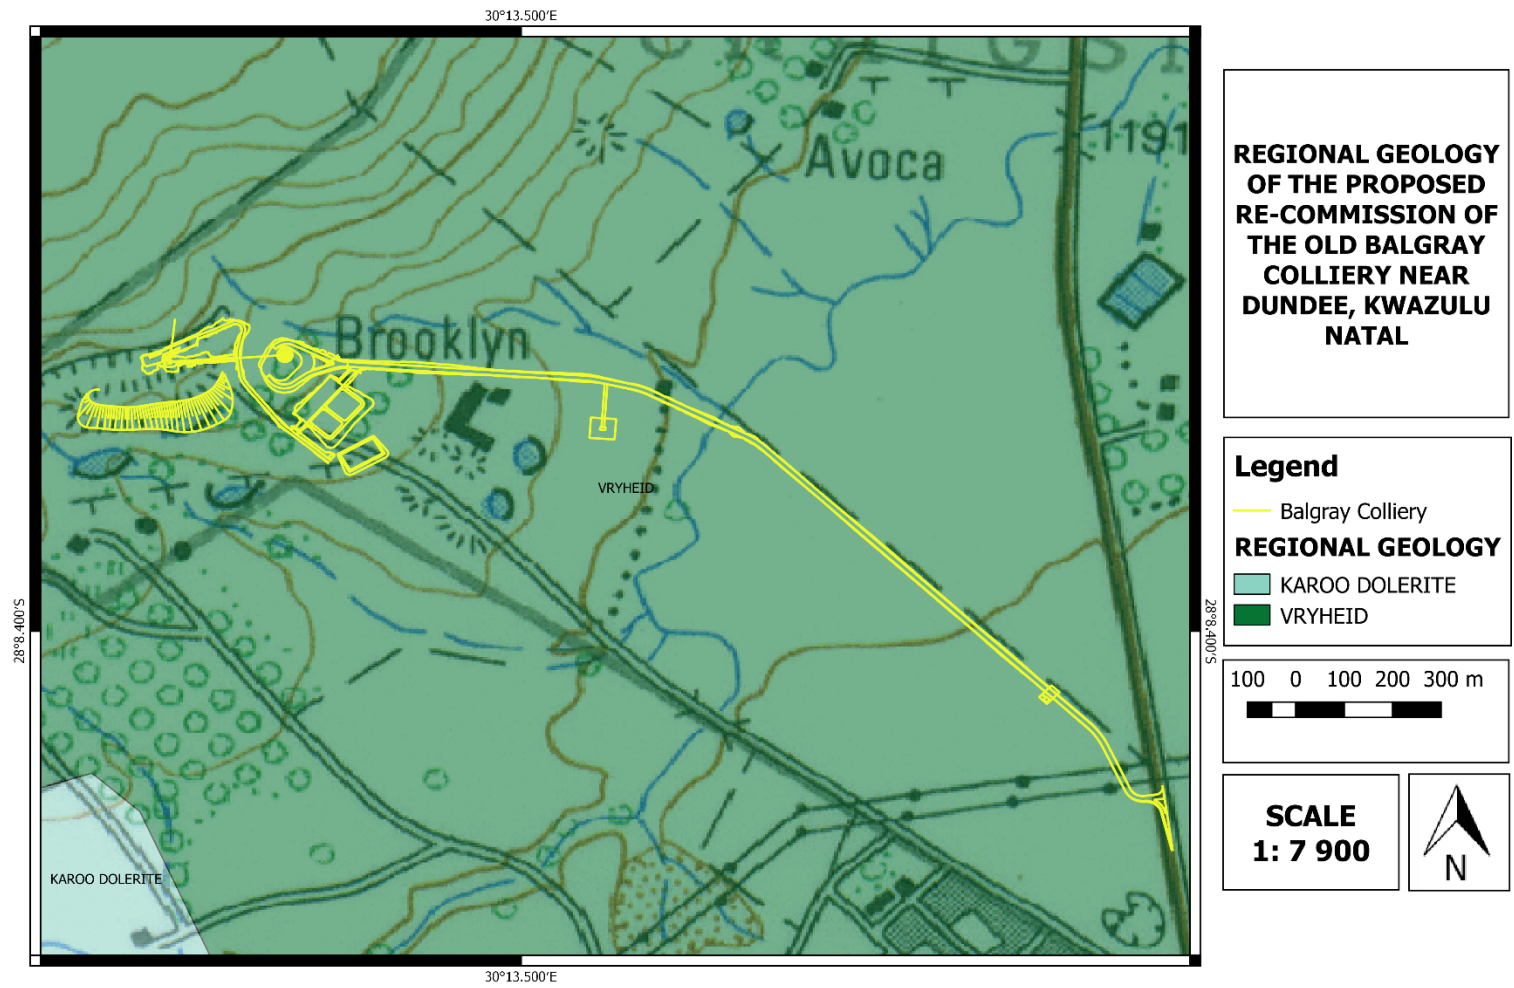 30°13.500'E
1191
Avoca
Brooklyn
VRYHEID
28°8.400'S
28°8.400'S
KAROO DOLERITE
30°13.500'E
REGIONAL GEOLOGY
OF THE PROPOSED
RE-COMMISSION OF
THE OLD BALGRAY
COLLIERY NEAR
DUNDEE, KWAZULU
NATAL
Legend
Balgray Colliery
REGIONAL GEOLOGY
KAROO DOLERITE
VRYHEID
100 0 100 200 300 m
SCALE
1: 7 900
N